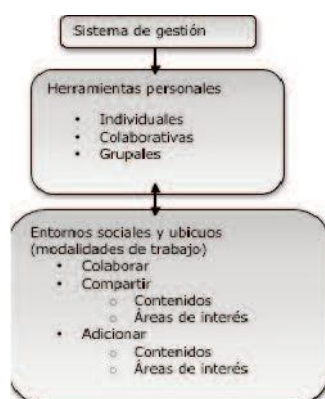 Sistema de gestión
Herramientas personales
• Individuales
• Colaborativas
• Grupales
Entornos sociales y ubicuos
(modalidades de trabajo)
• Colaborar
• Compartir
○ Contenidos
○ Áreas de interés
• Adicionar
○ Contenidos
○ Áreas de interés